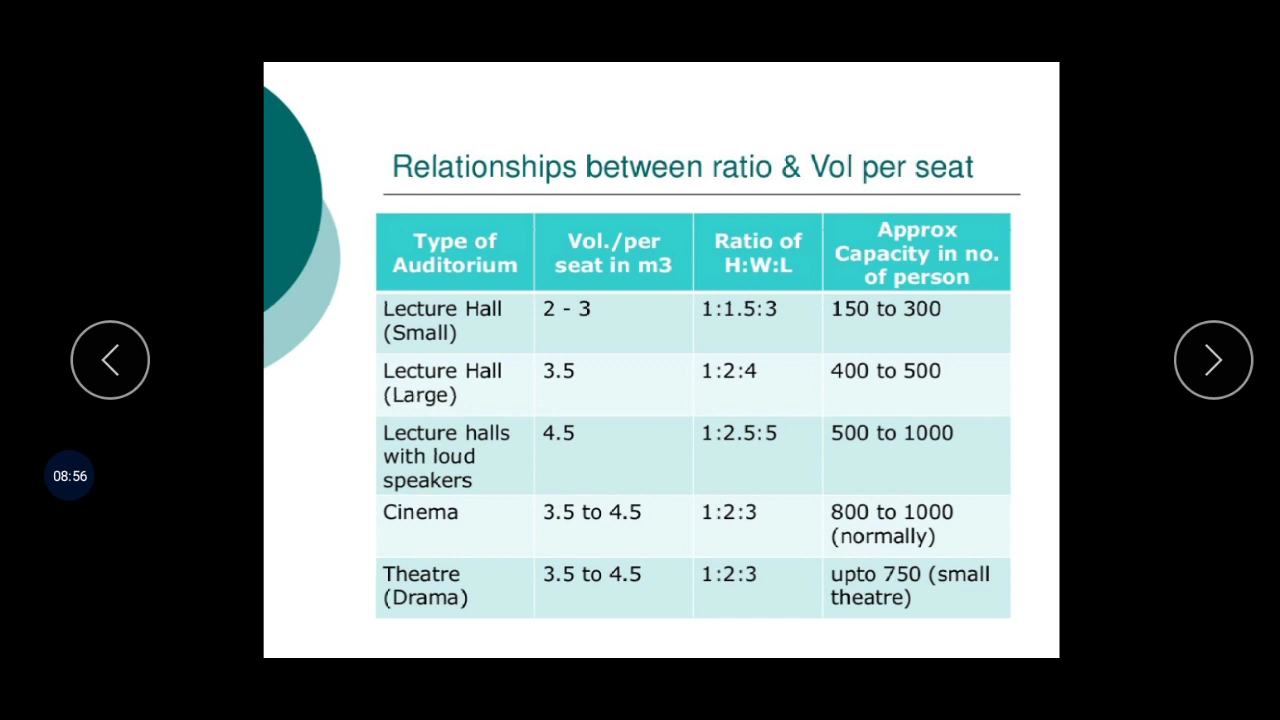 Relationships between ratio & Vol per seat
Type of Auditorium | Vol./per seat in m3 | Ratio of H:W:L | Approx Capacity in no. of person
Lecture Hall (Small) | 2 - 3 | 1:1.5:3 | 150 to 300
Lecture Hall (Large) | 3.5 | 1:2:4 | 400 to 500
Lecture halls with loud speakers | 4.5 | 1:2.5:5 | 500 to 1000
Cinema | 3.5 to 4.5 | 1:2:3 | 800 to 1000 (normally)
Theatre (Drama) | 3.5 to 4.5 | 1:2:3 | upto 750 (small theatre)
08:56